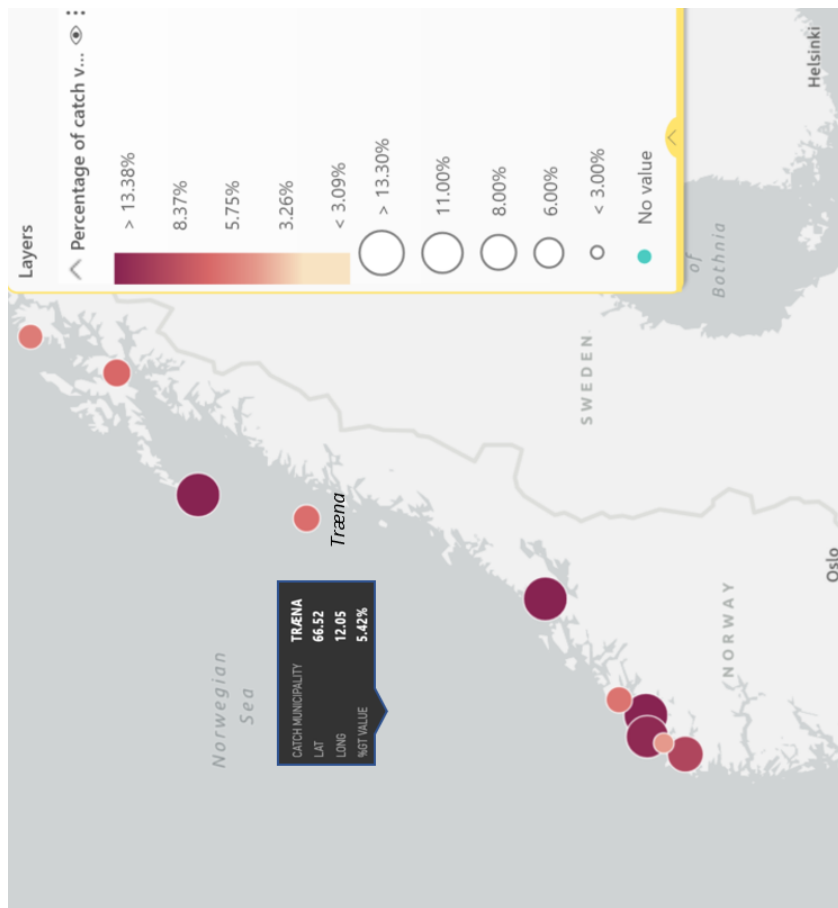 Layers
Percentage of catch v...
> 13.38%
8.37%
5.75%
3.26%
< 3.09%
> 13.30%
11.00%
8.00%
6.00%
< 3.00%
No value
Norwegian
Sea
CATCH MUNICIPALITY TRÆNA
LAT 66.52
LONG 12.05
%GT VALUE 5.42%
Træna
SWEDEN
of
Bothnia
Helsinki
NORWAY
Oslo